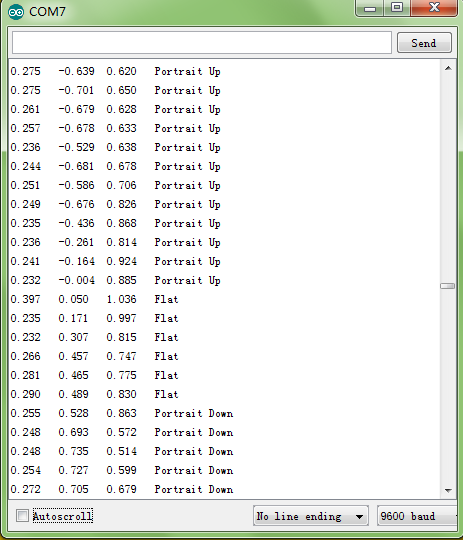 COM7
Send
0.275 -0.639 0.620 Portrait Up
0.275 -0.701 0.650 Portrait Up
0.261 -0.679 0.628 Portrait Up
0.257 -0.678 0.633 Portrait Up
0.236 -0.529 0.638 Portrait Up
0.244 -0.681 0.678 Portrait Up
0.251 -0.586 0.706 Portrait Up
0.249 -0.676 0.826 Portrait Up
0.235 -0.436 0.868 Portrait Up
0.236 -0.261 0.814 Portrait Up
0.241 -0.164 0.924 Portrait Up
0.232 -0.004 0.885 Portrait Up
0.397 0.050 1.036 Flat
0.235 0.171 0.997 Flat
0.232 0.307 0.815 Flat
0.266 0.457 0.747 Flat
0.281 0.465 0.775 Flat
0.290 0.489 0.830 Flat
0.255 0.528 0.863 Portrait Down
0.248 0.693 0.572 Portrait Down
0.248 0.735 0.514 Portrait Down
0.254 0.727 0.599 Portrait Down
0.272 0.705 0.679 Portrait Down
Autoscroll No line ending 9600 baud